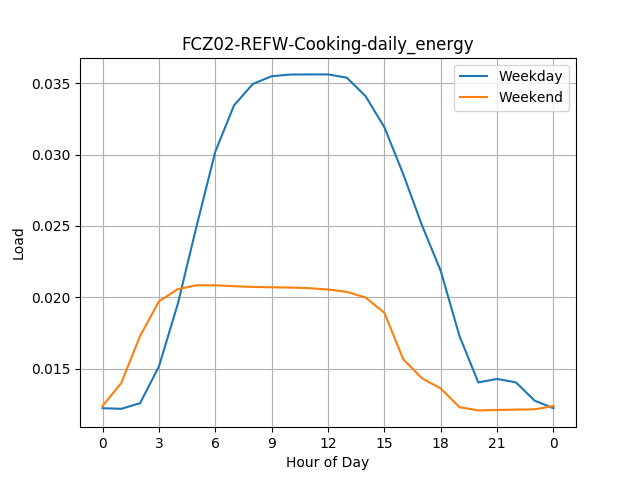 FCZ02-REFW-Cooking-daily_energy
Weekday
Weekend
0.035
0.030
0.025
0.020
0.015
Load
0 3 6 9 12 15 18 21 0
Hour of Day